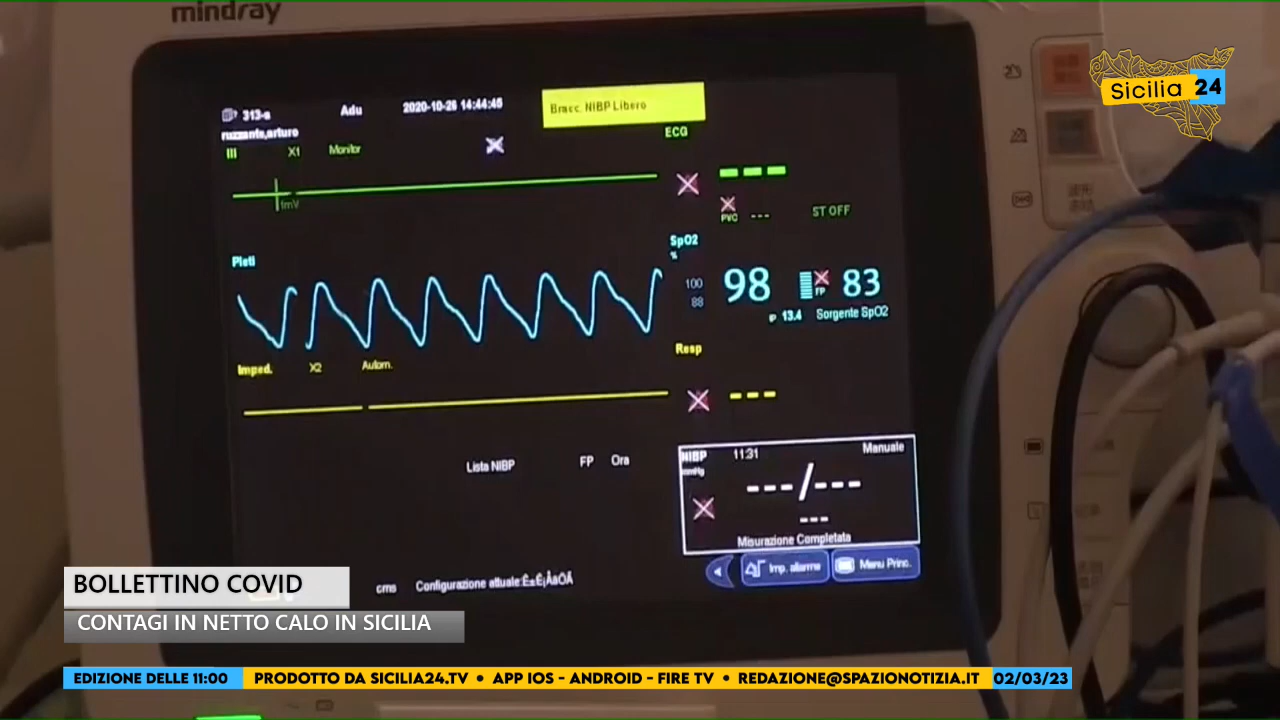 mindray
Sicilia 24
313-a
Adu
2020-10-26 14:44:45
Bracc. NIBP Libero
ruzzante,arturo
III X1 Monitor
ECG
1mV
PVC ---
ST OFF
Pleti
SpO2
%
100
88
98
FP
83
P 13.4 Sorgente SpO2
Imped. X2 Autom.
Resp
---
Lista NIBP FP Ora
NIBP 11:31 Manuale
mmHg
---/---
---
Misurazione Completata
Imp. allarme
Menu Princ.
cms Configurazione attuale:
BOLLETTINO COVID
CONTAGI IN NETTO CALO IN SICILIA
EDIZIONE DELLE 11:00 PRODOTTO DA SICILIA24.TV • APP IOS - ANDROID - FIRE TV • REDAZIONE@SPAZIONOTIZIA.IT 02/03/23